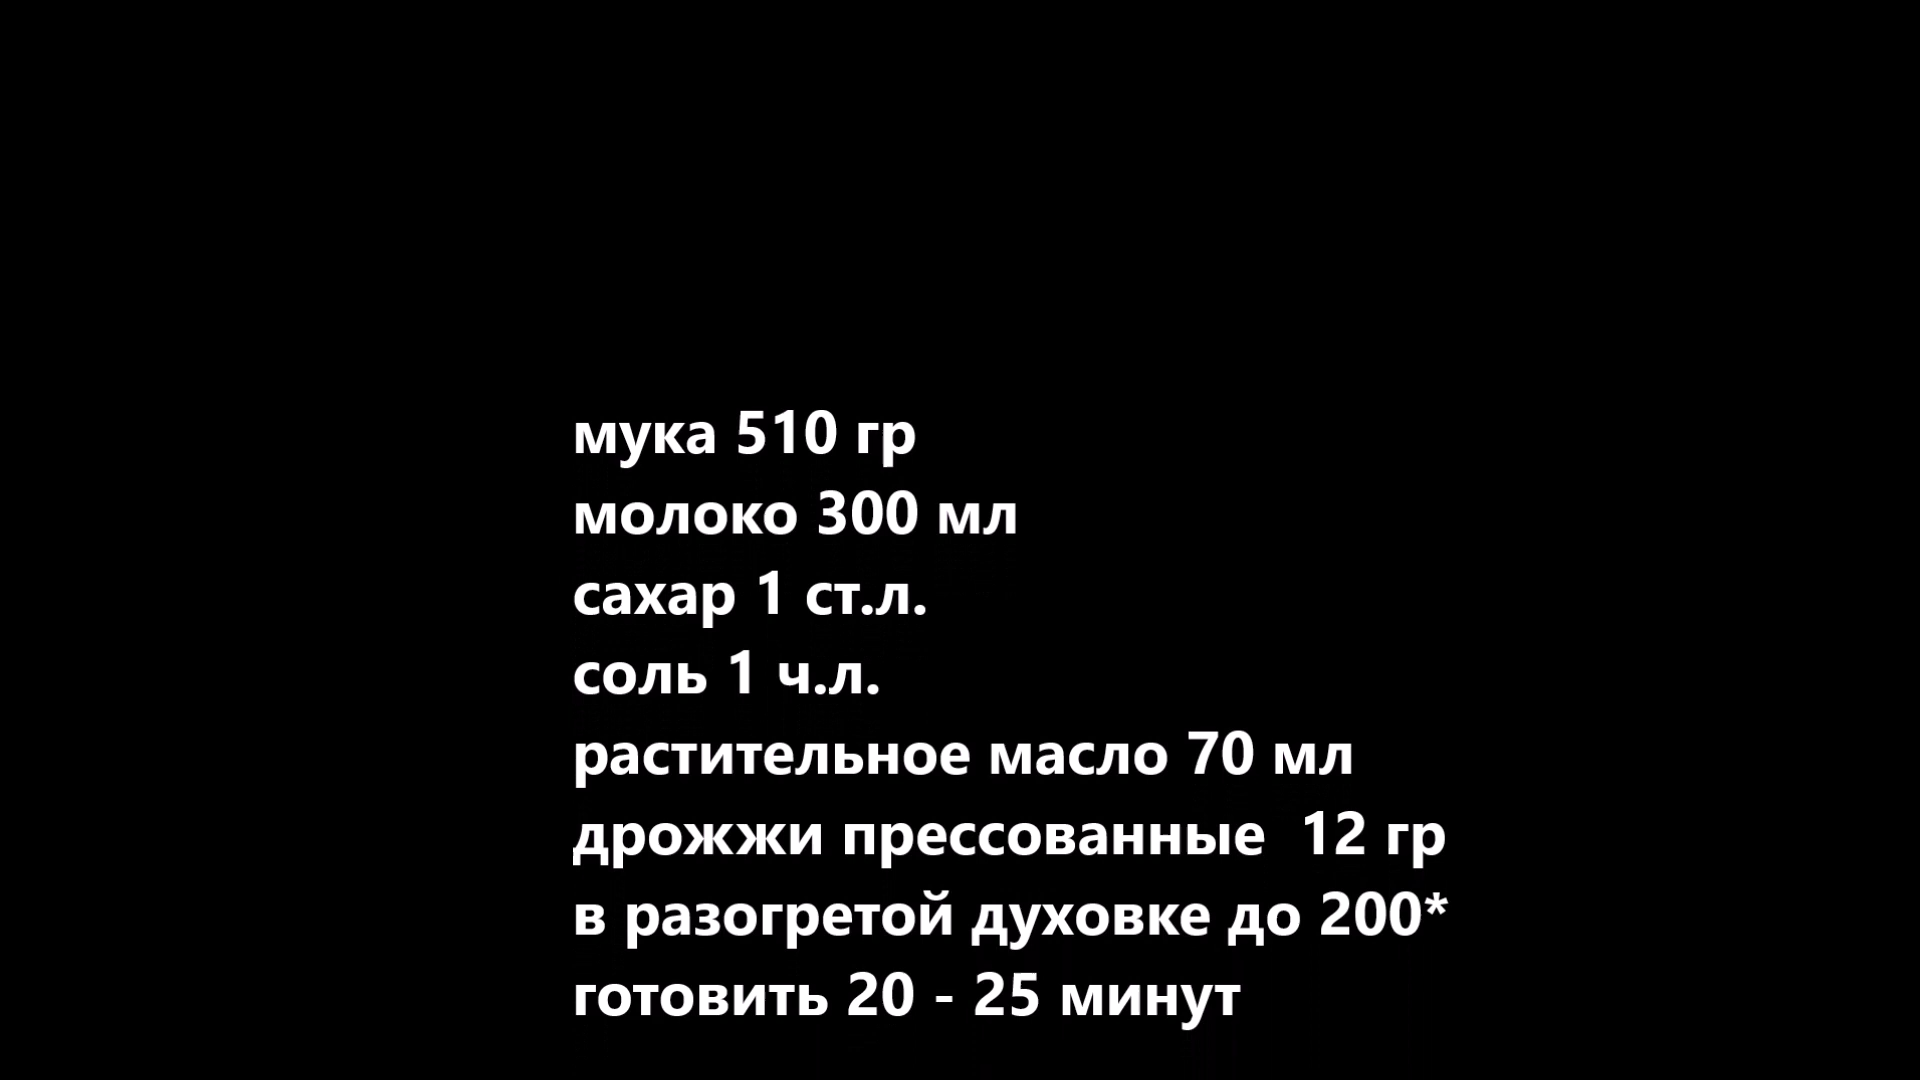 мука 510 гр
молоко 300 мл
сахар 1 ст.л.
соль 1 ч.л.
растительное масло 70 мл
дрожжи прессованные  12 гр
в разогретой духовке до 200*
готовить 20 - 25 минут